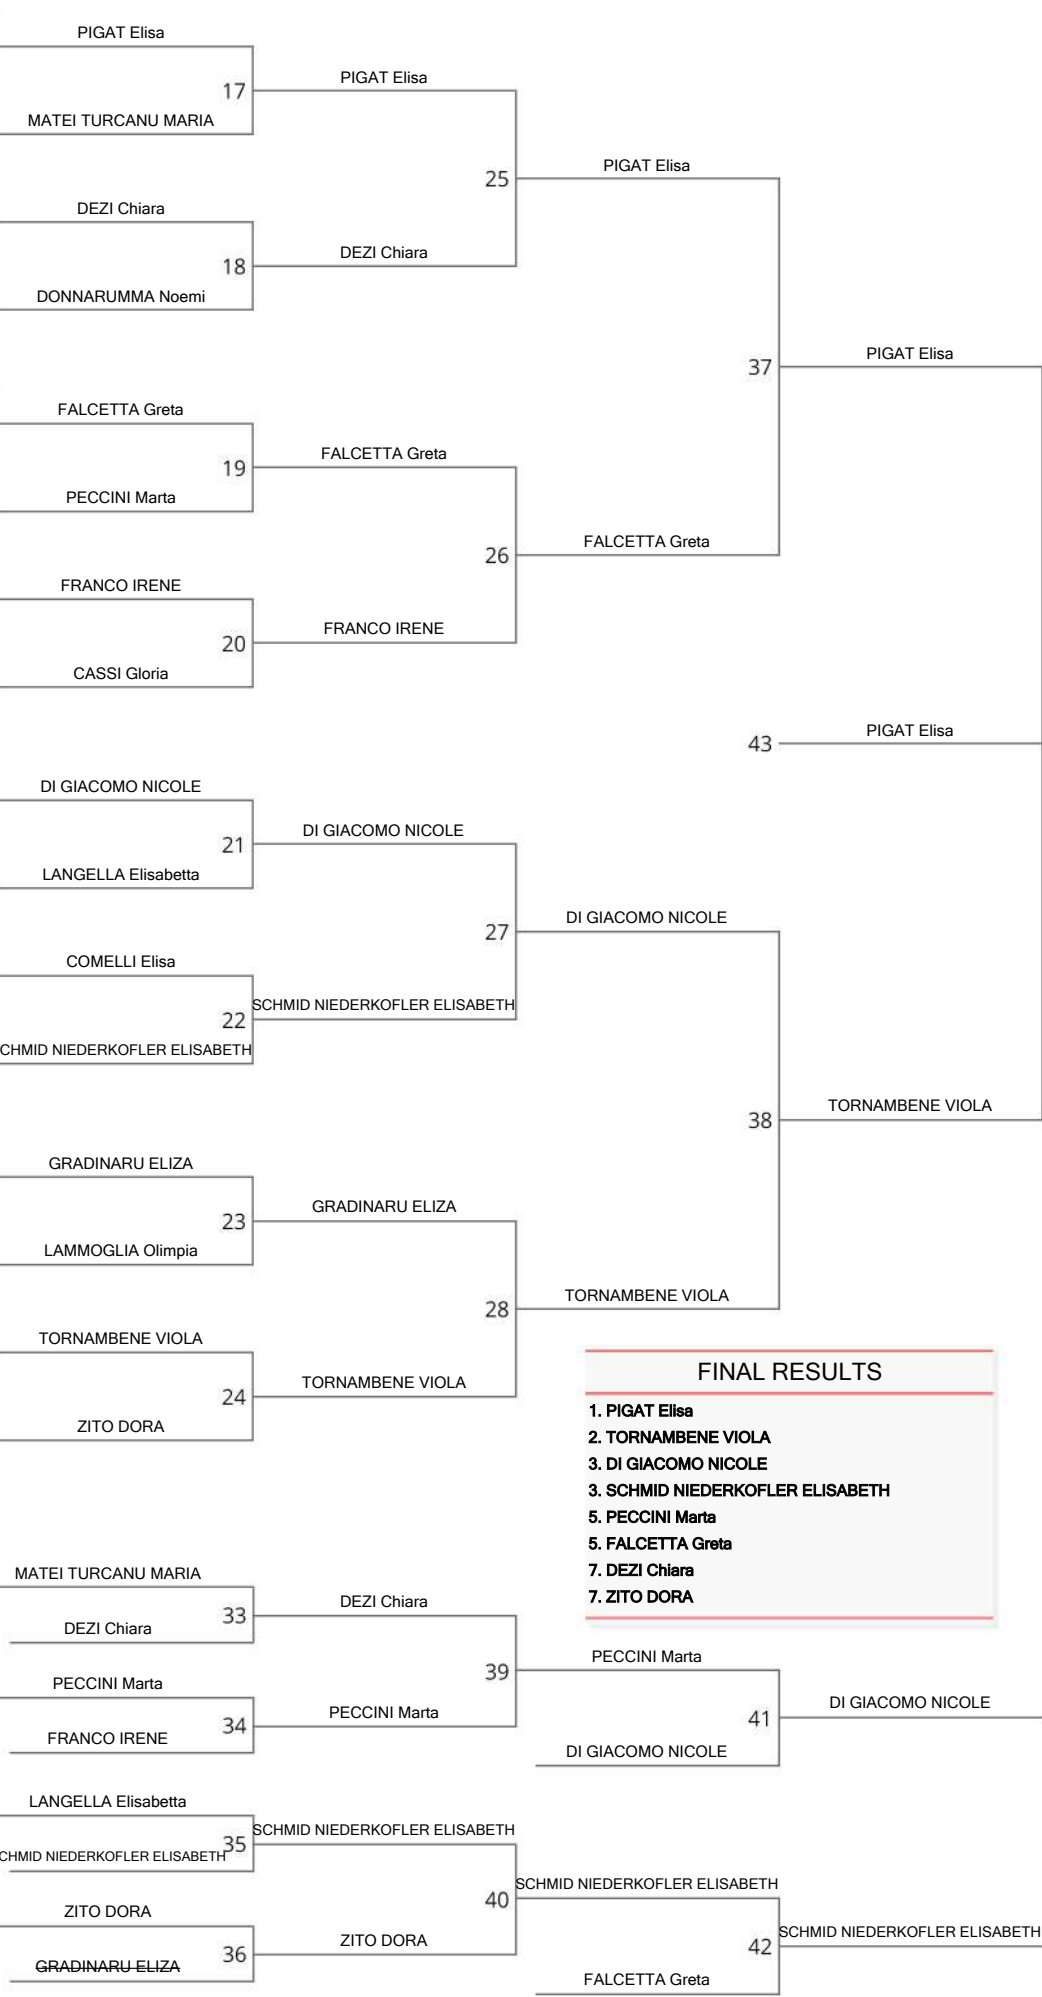 PIGAT Elisa
17
PIGAT Elisa
MATEI TURCANU MARIA
25
PIGAT Elisa
DEZI Chiara
18
DEZI Chiara
DONNARUMMA Noemi
37
PIGAT Elisa
FALCETTA Greta
19
FALCETTA Greta
PECCINI Marta
26
FALCETTA Greta
FRANCO IRENE
20
FRANCO IRENE
CASSI Gloria
43
PIGAT Elisa
DI GIACOMO NICOLE
21
DI GIACOMO NICOLE
LANGELLA Elisabetta
27
DI GIACOMO NICOLE
COMELLI Elisa
22
SCHMID NIEDERKOFLER ELISABETH
CHMID NIEDERKOFLER ELISABETH
38
TORNAMBENE VIOLA
GRADINARU ELIZA
23
GRADINARU ELIZA
LAMMOGLIA Olimpia
28
TORNAMBENE VIOLA
TORNAMBENE VIOLA
24
TORNAMBENE VIOLA
ZITO DORA
FINAL RESULTS
1. PIGAT Elisa
2. TORNAMBENE VIOLA
3. DI GIACOMO NICOLE
3. SCHMID NIEDERKOFLER ELISABETH
5. PECCINI Marta
5. FALCETTA Greta
7. DEZI Chiara
7. ZITO DORA
MATEI TURCANU MARIA
33
DEZI Chiara
DEZI Chiara
39
PECCINI Marta
PECCINI Marta
34
PECCINI Marta
FRANCO IRENE
41
DI GIACOMO NICOLE
DI GIACOMO NICOLE
LANGELLA Elisabetta
35
SCHMID NIEDERKOFLER ELISABETH
CHMID NIEDERKOFLER ELISABETH
40
SCHMID NIEDERKOFLER ELISABETH
ZITO DORA
36
ZITO DORA
GRADINARU ELIZA
42
SCHMID NIEDERKOFLER ELISABETH
FALCETTA Greta